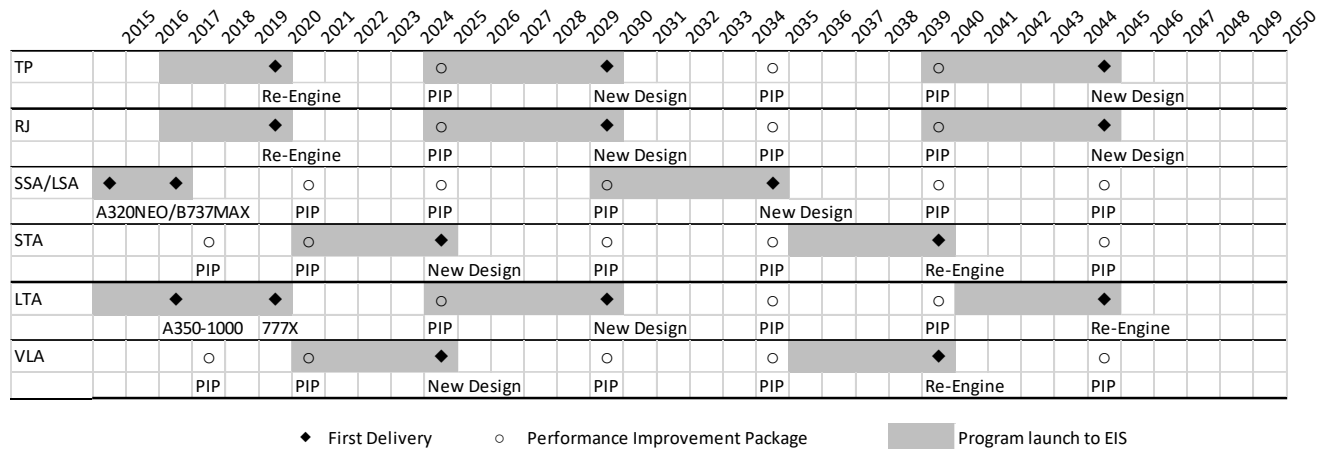 2015 2016 2017 2018 2019 2020 2021 2022 2023 2024 2025 2026 2027 2028 2029 2030 2031 2032 2033 2034 2035 2036 2037 2038 2039 2040 2041 2042 2043 2044 2045 2046 2047 2048 2049 2050
TP
Re-Engine PIP New Design PIP PIP New Design
RJ
Re-Engine PIP New Design PIP PIP New Design
SSA/LSA
A320NEO/B737MAX PIP PIP PIP New Design PIP PIP
STA
PIP PIP New Design PIP PIP Re-Engine PIP
LTA
A350-1000 777X PIP New Design PIP PIP Re-Engine
VLA
PIP PIP New Design PIP PIP Re-Engine PIP
First Delivery Performance Improvement Package Program launch to EIS